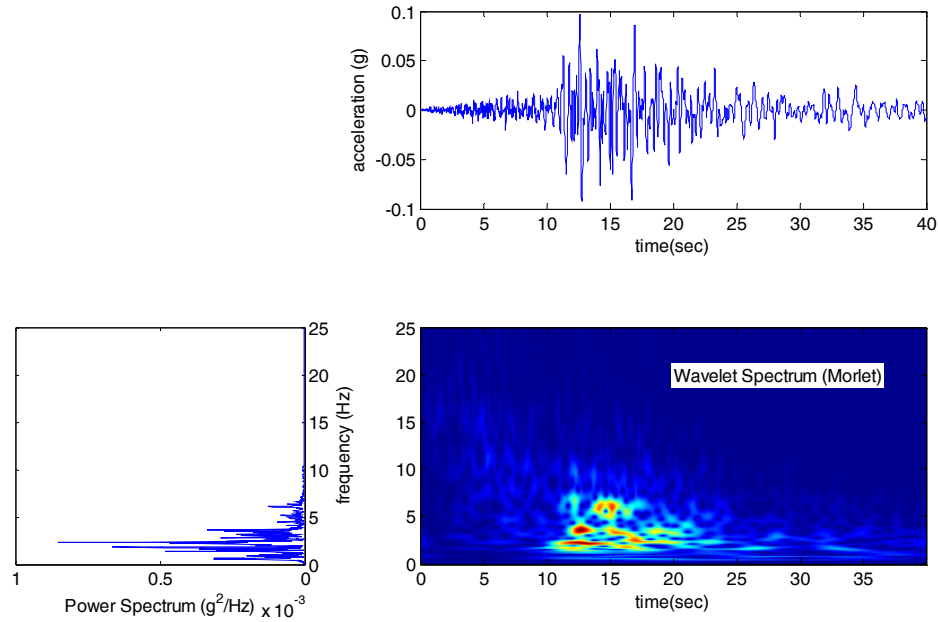 0.1
0.05
0
-0.05
-0.1
acceleration (g)
0 5 10 15 20 25 30 35 40
time(sec)
25
20
15
10
5
0
frequency (Hz)
1 0.5 0
Power Spectrum (g²/Hz) x 10⁻³
25
20
15
10
5
0
Wavelet Spectrum (Morlet)
0 5 10 15 20 25 30 35 40
time(sec)